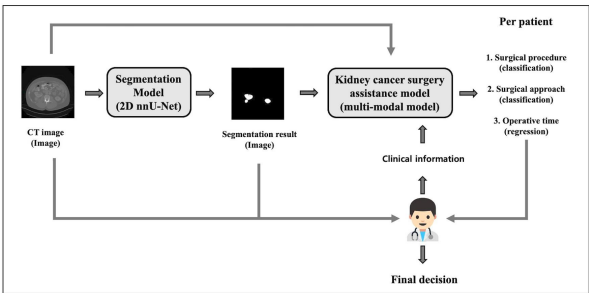 Per patient
Segmentation
Model
(2D nnU-Net)
Kidney cancer surgery
assistance model
(multi-modal model)
1. Surgical procedure
(classification)
2. Surgical approach
(classification)
3. Operative time
(regression)
CT image
(Image)
Segmentation result
(Image)
Clinical information
Final decision